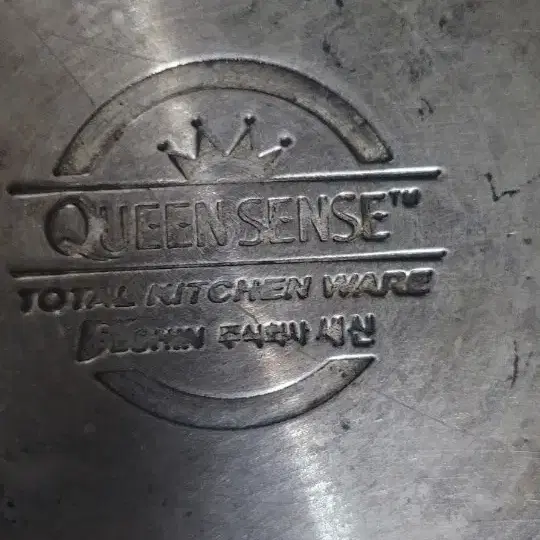 QUEEN SENSE™
TOTAL KITCHEN WARE
주식회사 세신